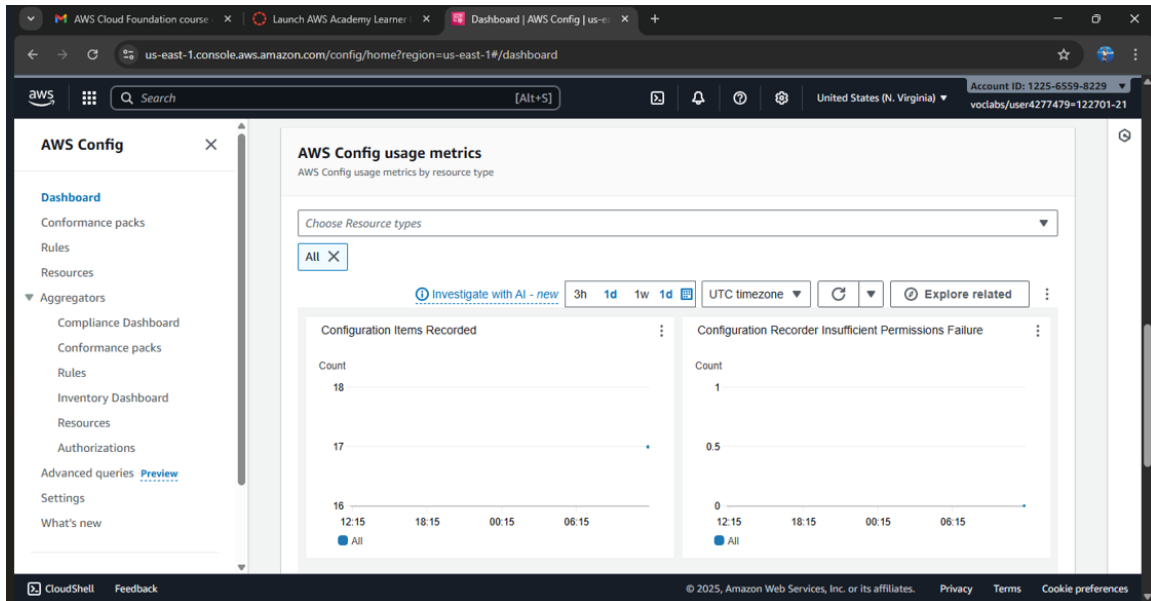 AWS Cloud Foundation course
Launch AWS Academy Learner
Dashboard | AWS Config | us-e
us-east-1.console.aws.amazon.com/config/home?region=us-east-1#/dashboard
aws
Search
[Alt+S]
United States (N. Virginia)
Account ID: 1225-6559-8229
voclabs/user4277479=122701-21
AWS Config
Dashboard
Conformance packs
Rules
Resources
Aggregators
Compliance Dashboard
Conformance packs
Rules
Inventory Dashboard
Resources
Authorizations
Advanced queries Preview
Settings
What's new
AWS Config usage metrics
AWS Config usage metrics by resource type
Choose Resource types
All
Investigate with AI - new
3h 1d 1w 1d
UTC timezone
Explore related
Configuration Items Recorded
Count
18
17
16
12:15 18:15 00:15 06:15
All
Configuration Recorder Insufficient Permissions Failure
Count
1
0.5
0
12:15 18:15 00:15 06:15
All
CloudShell Feedback
© 2025, Amazon Web Services, Inc. or its affiliates. Privacy Terms Cookie preferences